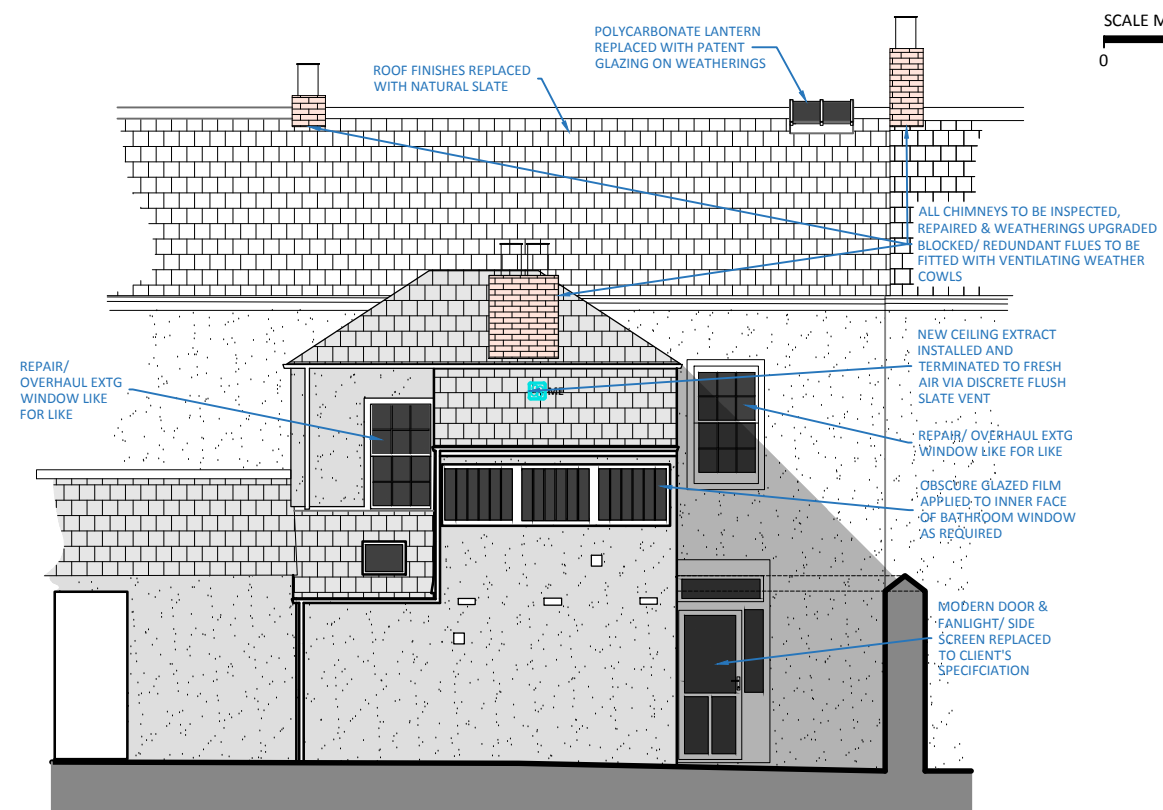 SCALE M
0
POLYCARBONATE LANTERN
REPLACED WITH PATENT
GLAZING ON WEATHERINGS
ROOF FINISHES REPLACED
WITH NATURAL SLATE
ALL CHIMNEYS TO BE INSPECTED,
REPAIRED & WEATHERINGS UPGRADED
BLOCKED/ REDUNDANT FLUES TO BE
FITTED WITH VENTILATING WEATHER
COWLS
NEW CEILING EXTRACT
INSTALLED AND
TERMINATED TO FRESH
AIR VIA DISCRETE FLUSH
SLATE VENT
REPAIR/
OVERHAUL EXTG
WINDOW LIKE
FOR LIKE
ME
REPAIR/ OVERHAUL EXTG
WINDOW LIKE FOR LIKE
OBSCURE GLAZED FILM
APPLIED TO INNER FACE
OF BATHROOM WINDOW
AS REQUIRED
MODERN DOOR &
FANLIGHT/ SIDE
SCREEN REPLACED
TO CLIENT'S
SPECIFCIATION